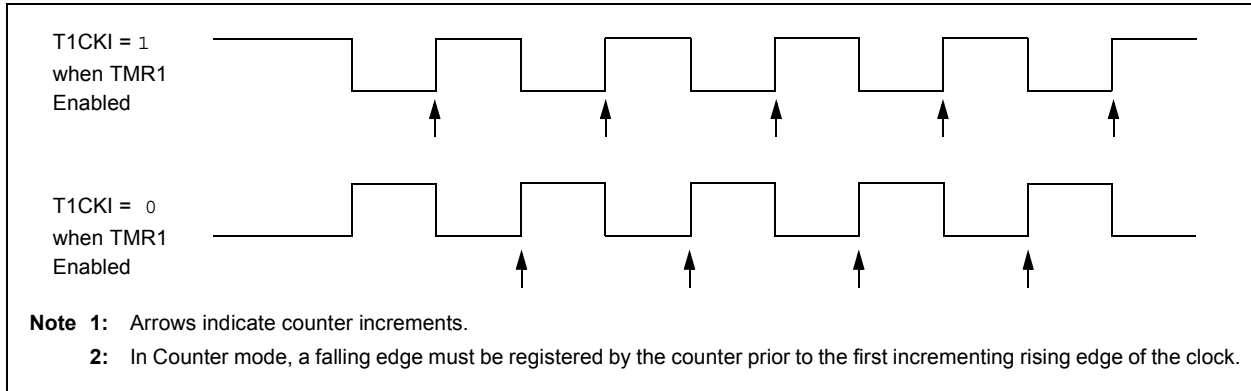 T1CKI = 1
when TMR1
Enabled
T1CKI = 0
when TMR1
Enabled
Note 1: Arrows indicate counter increments.
2: In Counter mode, a falling edge must be registered by the counter prior to the first incrementing rising edge of the clock.